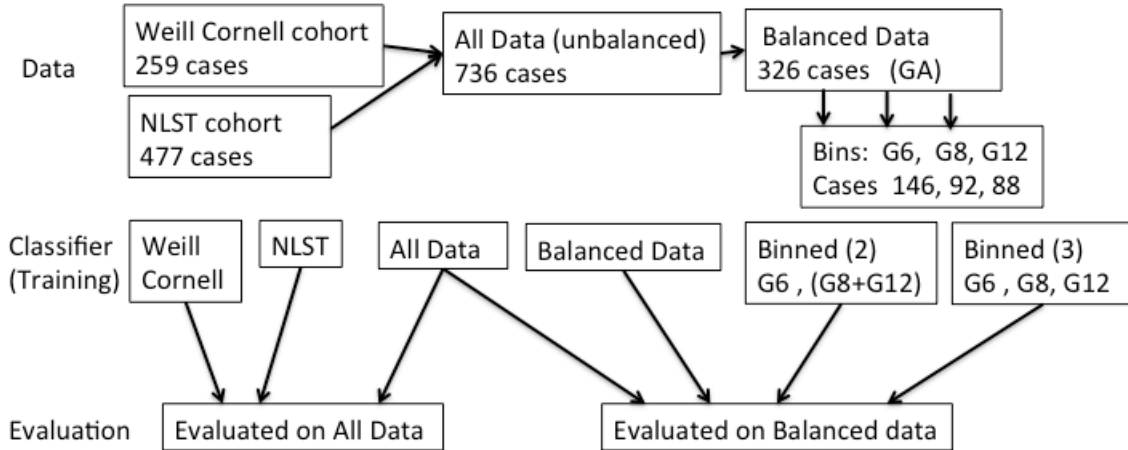 Data
Weill Cornell cohort
259 cases
NLST cohort
477 cases
All Data (unbalanced)
736 cases
Balanced Data
326 cases (GA)
Bins: G6, G8, G12
Cases 146, 92, 88
Classifier
(Training)
Weill
Cornell
NLST
All Data
Balanced Data
Binned (2)
G6 , (G8+G12)
Binned (3)
G6 , G8, G12
Evaluation
Evaluated on All Data
Evaluated on Balanced data